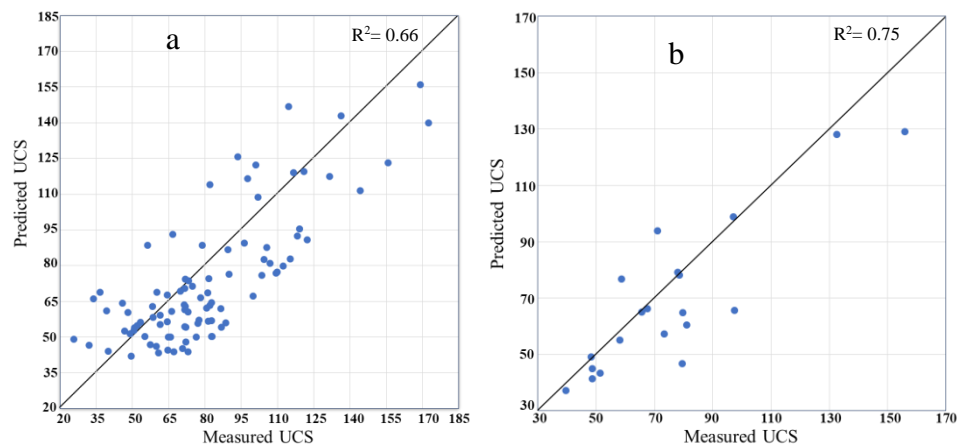 185
170
155
140
125
110
95
80
65
50
35
20
Predicted UCS
a
R²= 0.66
20 35 50 65 80 95 110 125 140 155 170 185
Measured UCS
170
150
130
110
90
70
50
30
Predicted UCS
b
R²= 0.75
30 50 70 90 110 130 150 170
Measured UCS